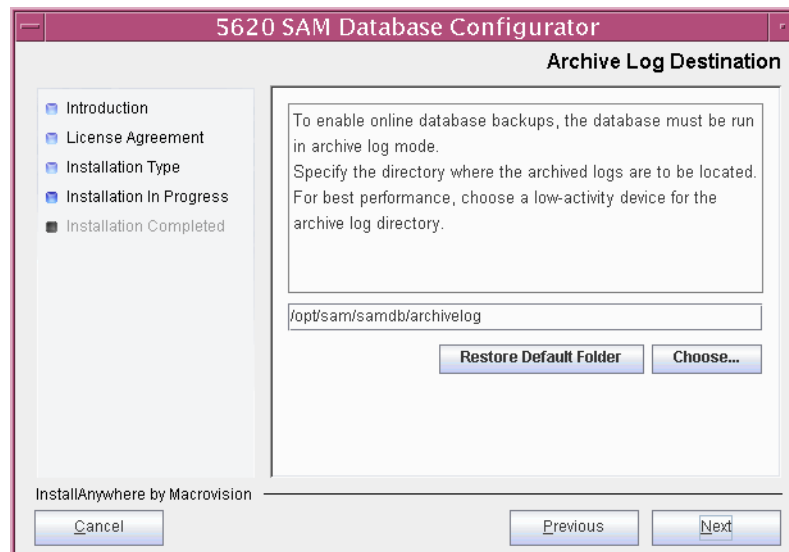 5620 SAM Database Configurator
Archive Log Destination
Introduction
License Agreement
Installation Type
Installation In Progress
Installation Completed
To enable online database backups, the database must be run
in archive log mode.
Specify the directory where the archived logs are to be located.
For best performance, choose a low-activity device for the
archive log directory.
/opt/sam/samdb/archivelog
Restore Default Folder
Choose...
InstallAnywhere by Macrovision
Cancel
Previous
Next